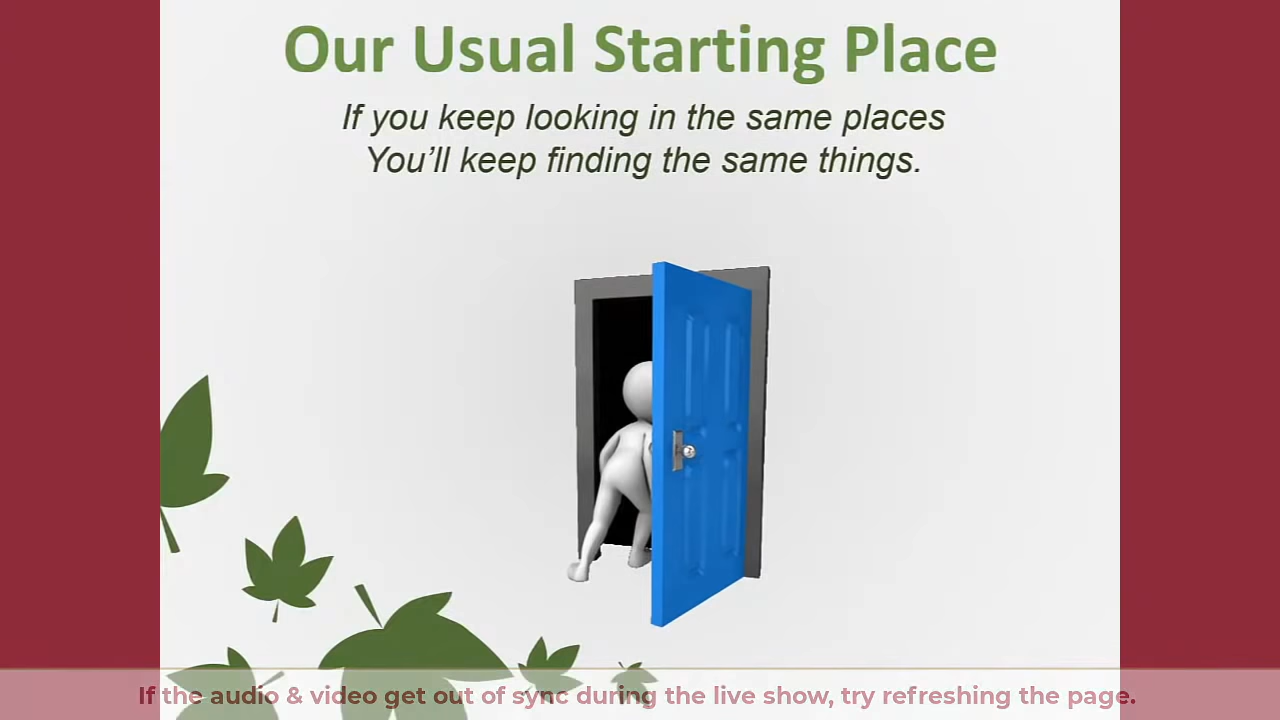 Our Usual Starting Place
If you keep looking in the same places
You’ll keep finding the same things.
If the audio & video get out of sync during the live show, try refreshing the page.